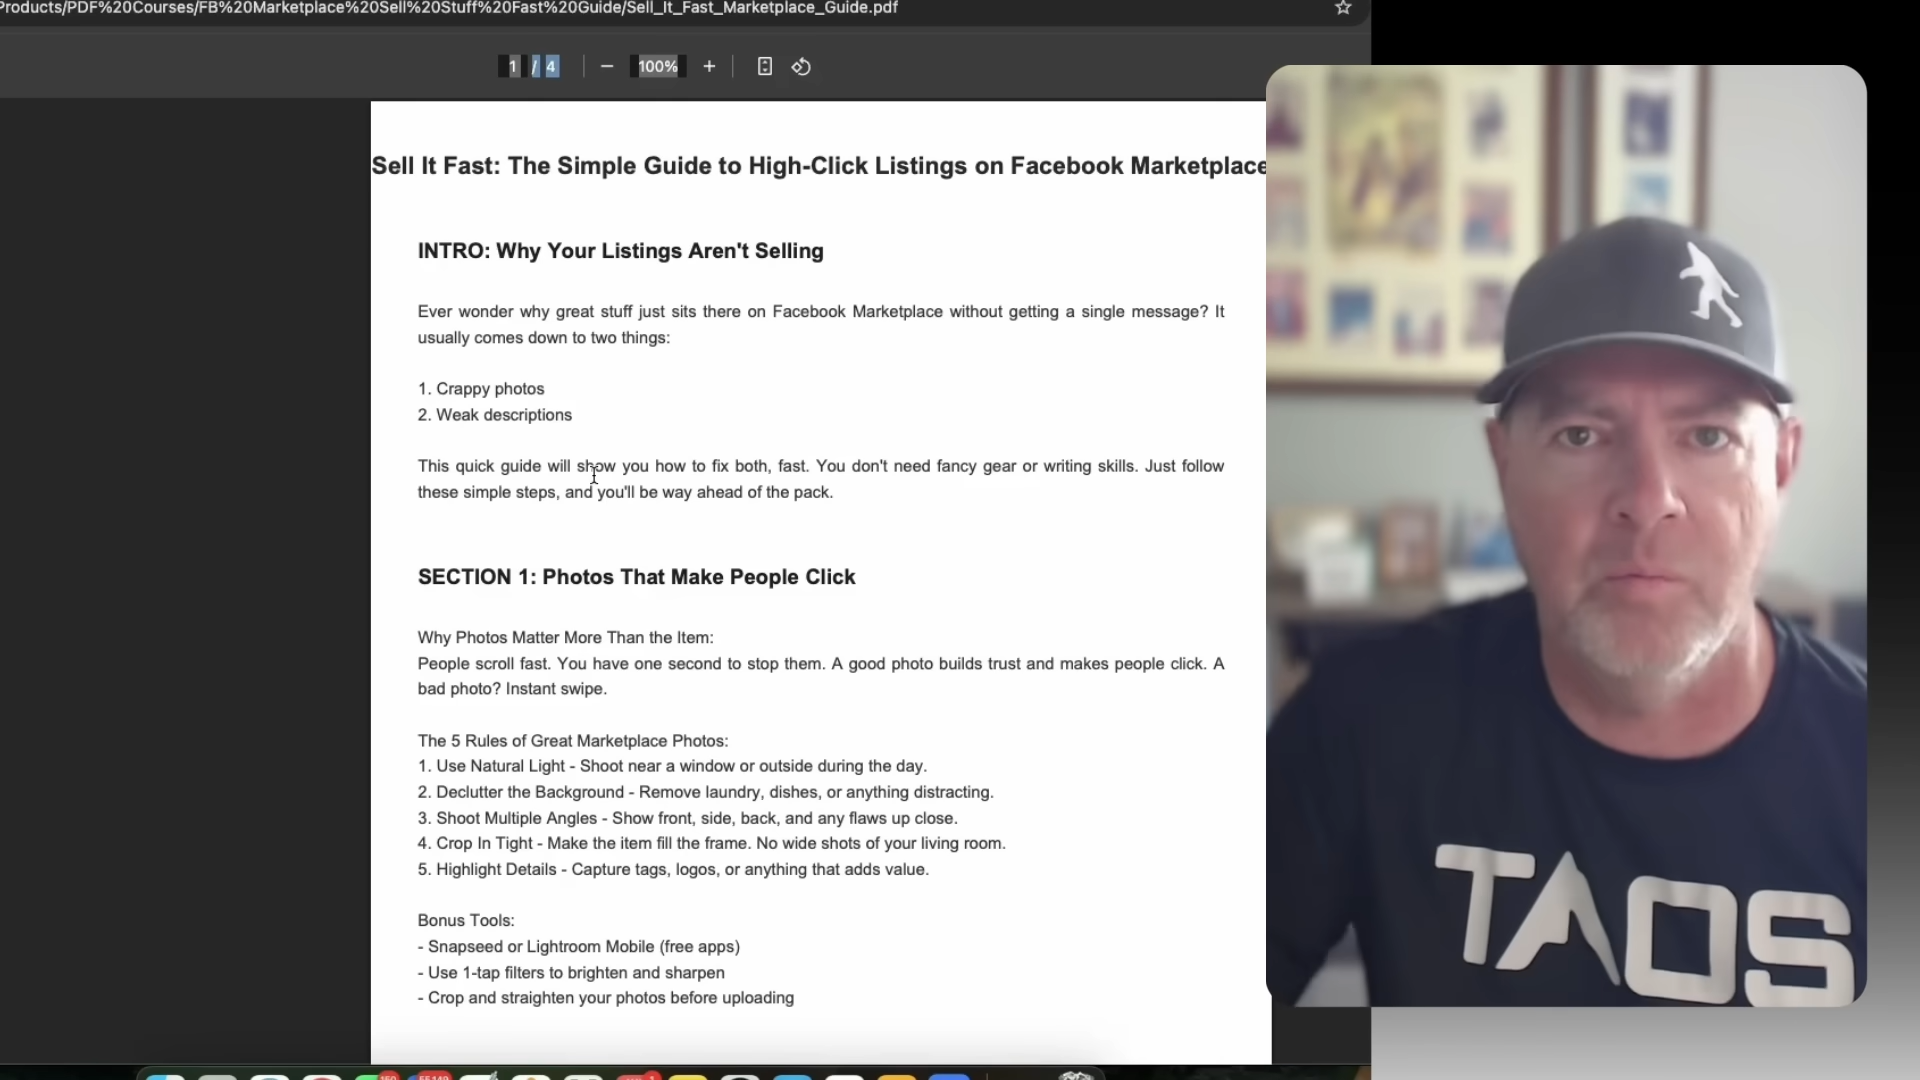 Products/PDF%20Courses/FB%20Marketplace%20Sell%20Stuff%20Fast%20Guide/Sell_It_Fast_Marketplace_Guide.pdf
1 / 4 − 100% +
Sell It Fast: The Simple Guide to High-Click Listings on Facebook Marketplace
INTRO: Why Your Listings Aren't Selling
Ever wonder why great stuff just sits there on Facebook Marketplace without getting a single message? It
usually comes down to two things:
1. Crappy photos
2. Weak descriptions
This quick guide will show you how to fix both, fast. You don't need fancy gear or writing skills. Just follow
these simple steps, and you'll be way ahead of the pack.
SECTION 1: Photos That Make People Click
Why Photos Matter More Than the Item:
People scroll fast. You have one second to stop them. A good photo builds trust and makes people click. A
bad photo? Instant swipe.
The 5 Rules of Great Marketplace Photos:
1. Use Natural Light - Shoot near a window or outside during the day.
2. Declutter the Background - Remove laundry, dishes, or anything distracting.
3. Shoot Multiple Angles - Show front, side, back, and any flaws up close.
4. Crop In Tight - Make the item fill the frame. No wide shots of your living room.
5. Highlight Details - Capture tags, logos, or anything that adds value.
Bonus Tools:
- Snapseed or Lightroom Mobile (free apps)
- Use 1-tap filters to brighten and sharpen
- Crop and straighten your photos before uploading
TAOS